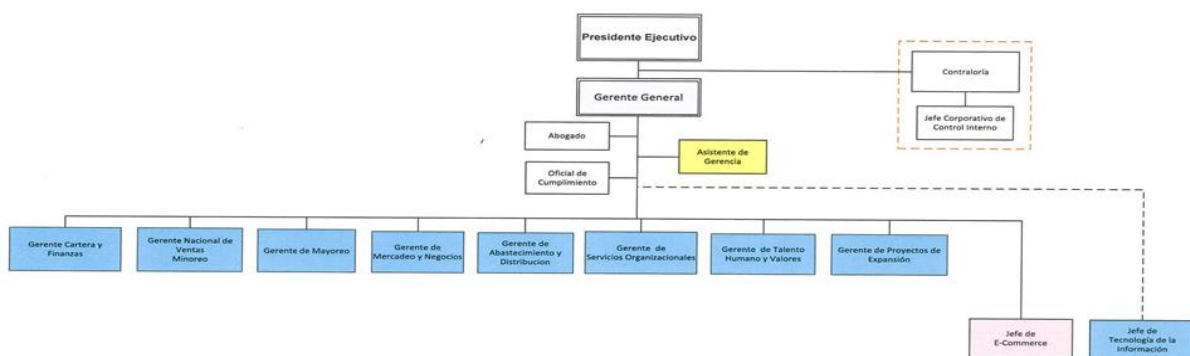 Presidente Ejecutivo
Contraloría
Gerente General
Jefe Corporativo de
Control Interno
Abogado
Asistente de
Gerencia
Oficial de
Cumplimiento
Gerente Cartera y
Finanzas
Gerente Nacional de
Ventas
Minoreo
Gerente de Mayoreo
Gerente de
Mercadeo y Negocios
Gerente de
Abastecimiento y
Distribucion
Gerente de
Servicios Organizacionales
Gerente de Talento
Humano y Valores
Gerente de Proyectos de
Expansión
Jefe de
E-Commerce
Jefe de
Tecnología de la
Información